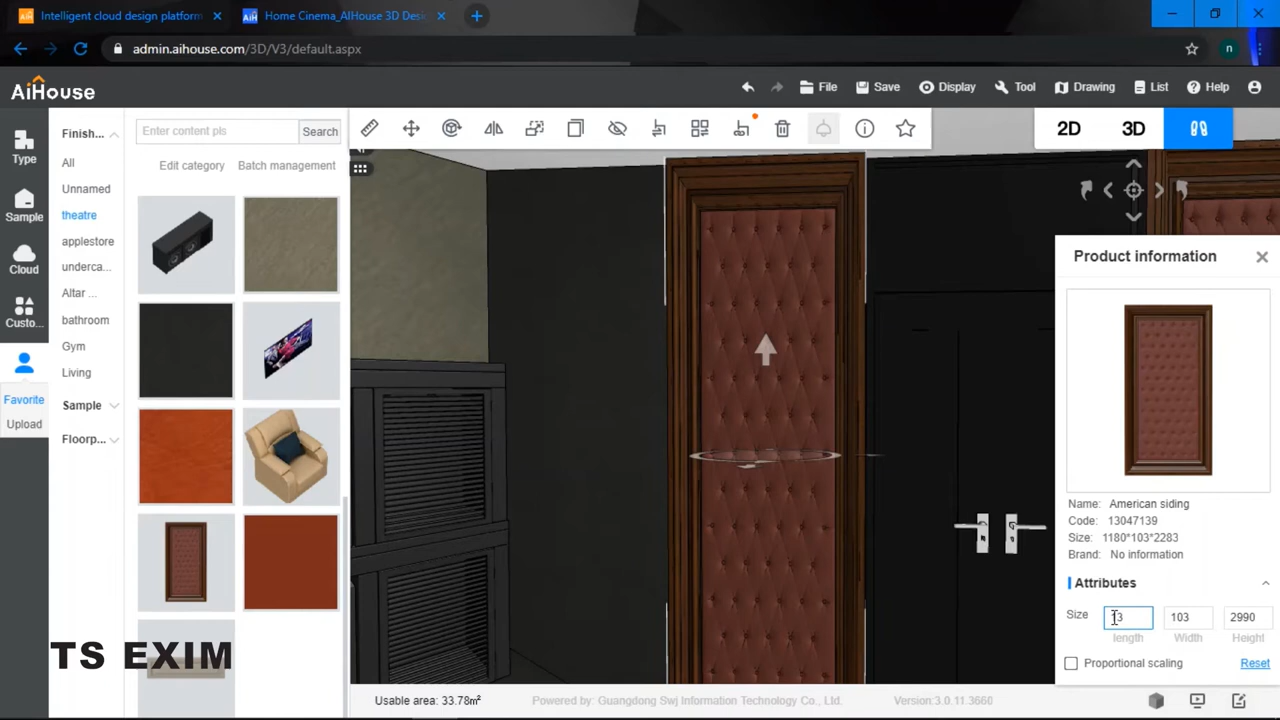 Intelligent cloud design platform
Home Cinema_AIHouse 3D Desi
admin.aihouse.com/3D/V3/default.aspx
n
AiHouse
File
Save
Display
Tool
Drawing
List
Help
Type
Sample
Cloud
Custo...
Favorite
Upload
Finish...
All
Unnamed
theatre
applestore
underca...
Altar ...
bathroom
Gym
Living
Sample
Floorp...
Enter content pls
Search
Edit category
Batch management
2D
3D
Product information
Name: American siding
Code: 13047139
Size: 1180*103*2283
Brand: No information
Attributes
Size
103
2990
length
Width
Height
Proportional scaling
Reset
TS EXIM
Usable area: 33.78m²
Powered by: Guangdong Swj Information Technology Co., Ltd.
Version:3.0.11.3660